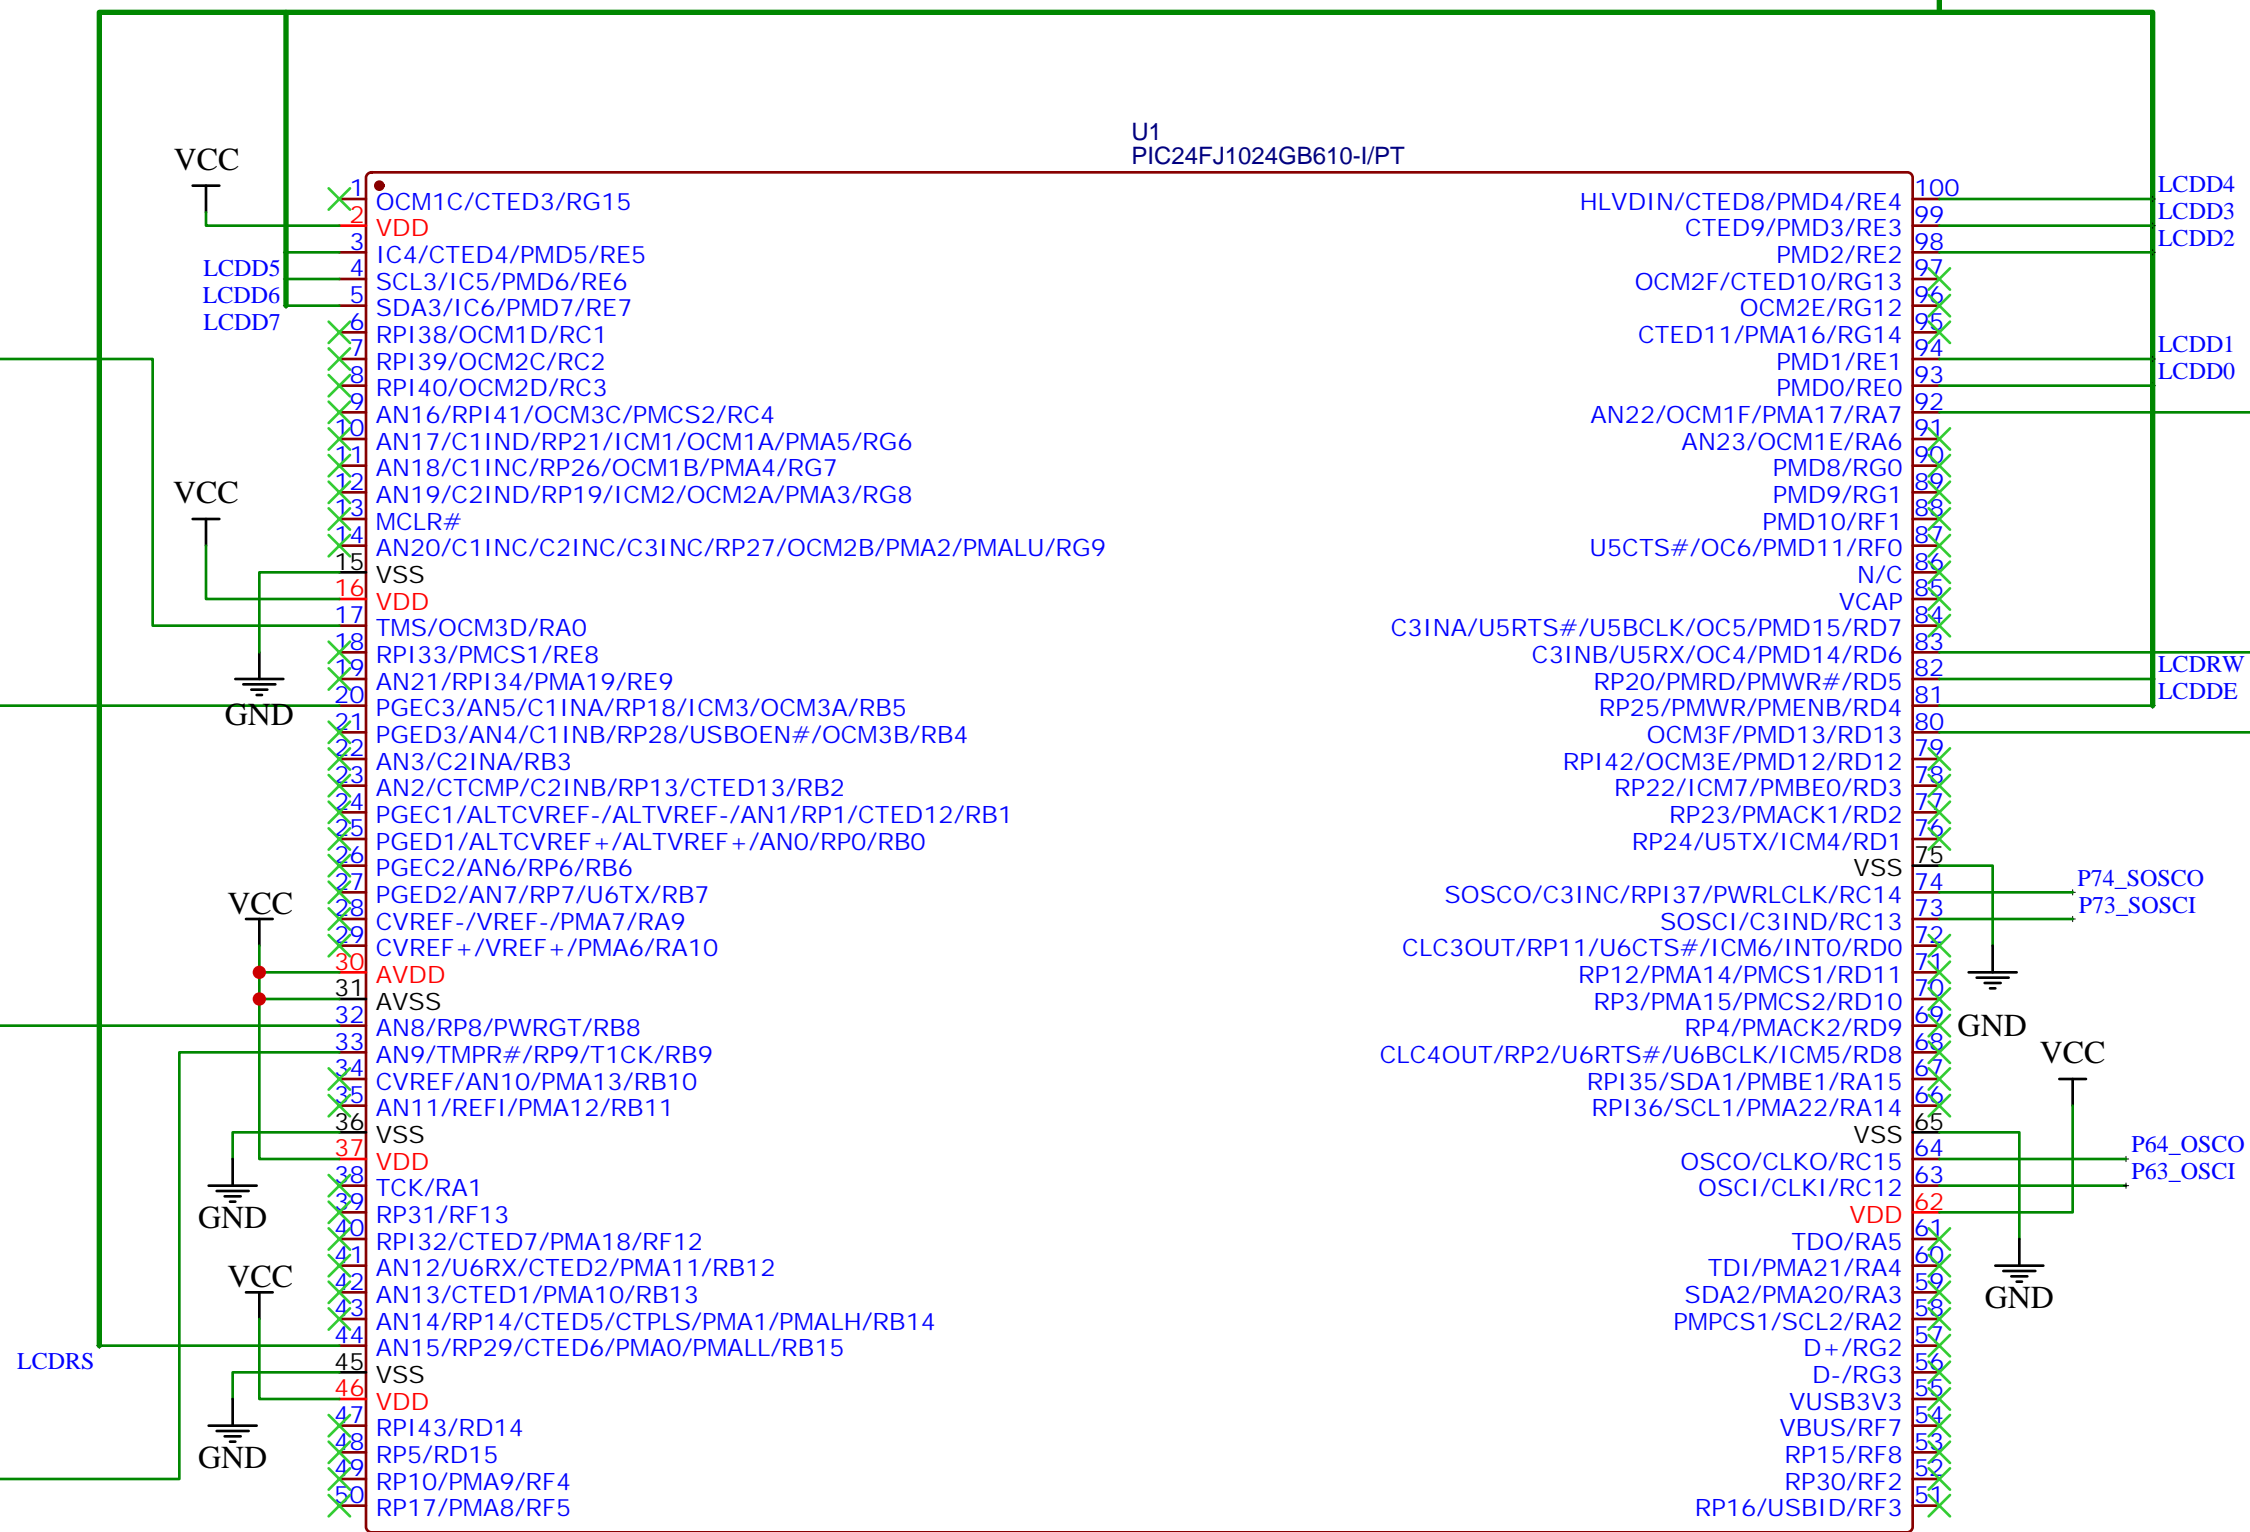 U1
PIC24FJ1024GB610-I/PT
VCC
1 OCM1C/CTED3/RG15
2 VDD
3 IC4/CTED4/PMD5/RE5
LCDD5
4 SCL3/IC5/PMD6/RE6
LCDD6
5 SDA3/IC6/PMD7/RE7
LCDD7
6 RPI38/OCM1D/RC1
7 RPI39/OCM2C/RC2
8 RPI40/OCM2D/RC3
9 AN16/RPI41/OCM3C/PMCS2/RC4
10 AN17/C1IND/RP21/ICM1/OCM1A/PMA5/RG6
11 AN18/C1INC/RP26/OCM1B/PMA4/RG7
VCC
12 AN19/C2IND/RP19/ICM2/OCM2A/PMA3/RG8
13 MCLR#
14 AN20/C1INC/C2INC/C3INC/RP27/OCM2B/PMA2/PMALU/RG9
15 VSS
16 VDD
17 TMS/OCM3D/RA0
18 RPI33/PMCS1/RE8
19 AN21/RPI34/PMA19/RE9
GND
20 PGEC3/AN5/C1INA/RP18/ICM3/OCM3A/RB5
21 PGED3/AN4/C1INB/RP28/USBOEN#/OCM3B/RB4
22 AN3/C2INA/RB3
23 AN2/CTCMP/C2INB/RP13/CTED13/RB2
24 PGEC1/ALTCVREF-/ALTVREF-/AN1/RP1/CTED12/RB1
25 PGED1/ALTCVREF+/ALTVREF+/AN0/RP0/RB0
26 PGEC2/AN6/RP6/RB6
27 PGED2/AN7/RP7/U6TX/RB7
VCC
28 CVREF-/VREF-/PMA7/RA9
29 CVREF+/VREF+/PMA6/RA10
30 AVDD
31 AVSS
32 AN8/RP8/PWRGT/RB8
33 AN9/TMPR#/RP9/T1CK/RB9
34 CVREF/AN10/PMA13/RB10
35 AN11/REFI/PMA12/RB11
36 VSS
37 VDD
38 TCK/RA1
39 RP31/RF13
GND
40 RPI32/CTED7/PMA18/RF12
41 AN12/U6RX/CTED2/PMA11/RB12
VCC
42 AN13/CTED1/PMA10/RB13
43 AN14/RP14/CTED5/CTPLS/PMA1/PMALH/RB14
44 AN15/RP29/CTED6/PMA0/PMALL/RB15
LCDRS
45 VSS
46 VDD
47 RPI43/RD14
48 RP5/RD15
GND
49 RP10/PMA9/RF4
50 RP17/PMA8/RF5
HLVDIN/CTED8/PMD4/RE4 100 LCDD4
CTED9/PMD3/RE3 99 LCDD3
PMD2/RE2 98 LCDD2
OCM2F/CTED10/RG13 97
OCM2E/RG12 96
CTED11/PMA16/RG14 95
PMD1/RE1 94 LCDD1
PMD0/RE0 93 LCDD0
AN22/OCM1F/PMA17/RA7 92
AN23/OCM1E/RA6 91
PMD8/RG0 90
PMD9/RG1 89
PMD10/RF1 88
U5CTS#/OC6/PMD11/RF0 87
N/C 86
VCAP 85
C3INA/U5RTS#/U5BCLK/OC5/PMD15/RD7 84
C3INB/U5RX/OC4/PMD14/RD6 83
RP20/PMRD/PMWR#/RD5 82 LCDRW
RP25/PMWR/PMENB/RD4 81 LCDDE
OCM3F/PMD13/RD13 80
RPI42/OCM3E/PMD12/RD12 79
RP22/ICM7/PMBE0/RD3 78
RP23/PMACK1/RD2 77
RP24/U5TX/ICM4/RD1 76
VSS 75
SOSCO/C3INC/RPI37/PWRLCLK/RC14 74 P74_SOSCO
SOSCI/C3IND/RC13 73 P73_SOSCI
CLC3OUT/RP11/U6CTS#/ICM6/INT0/RD0 72
RP12/PMA14/PMCS1/RD11 71
RP3/PMA15/PMCS2/RD10 70
RP4/PMACK2/RD9 69
GND
CLC4OUT/RP2/U6RTS#/U6BCLK/ICM5/RD8 68
VCC
RPI35/SDA1/PMBE1/RA15 67
RPI36/SCL1/PMA22/RA14 66
VSS 65
OSCO/CLKO/RC15 64 P64_OSCO
OSCI/CLKI/RC12 63 P63_OSCI
VDD 62
TDO/RA5 61
TDI/PMA21/RA4 60
SDA2/PMA20/RA3 59
GND
PMPCS1/SCL2/RA2 58
D+/RG2 57
D-/RG3 56
VUSB3V3 55
VBUS/RF7 54
RP15/RF8 53
RP30/RF2 52
RP16/USBID/RF3 51